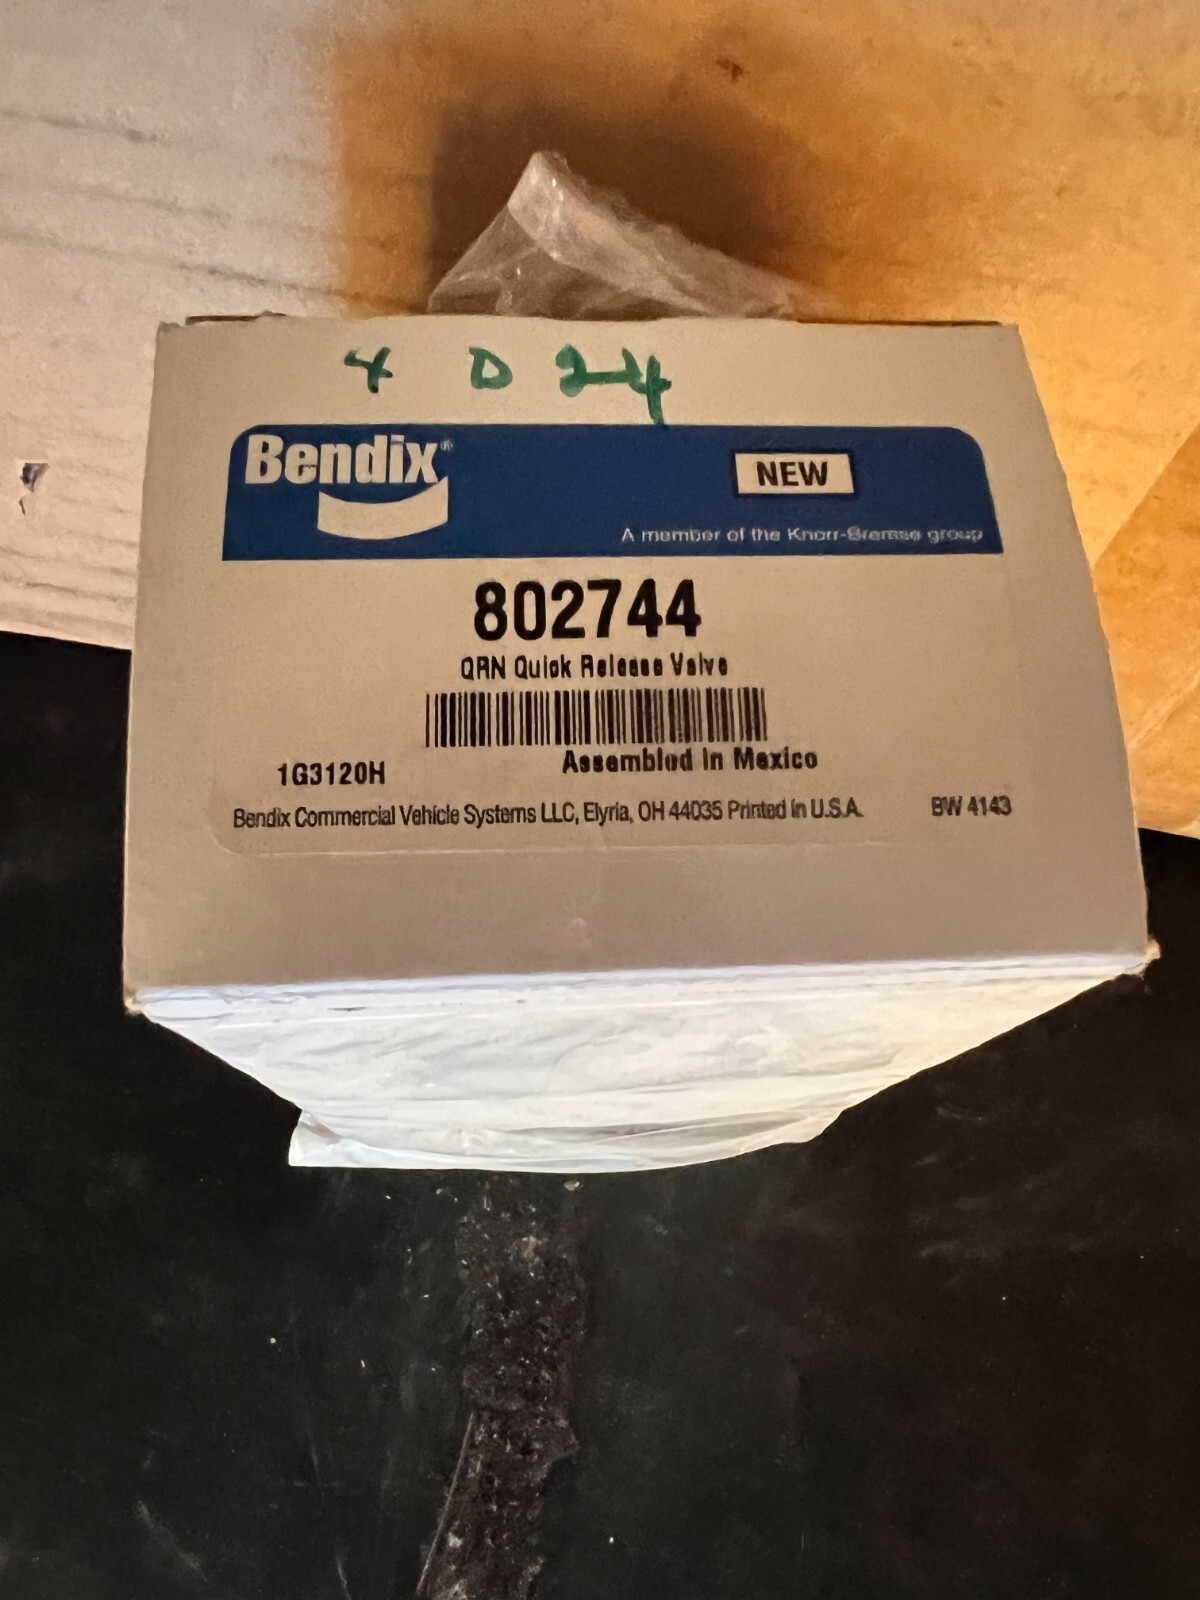 4 D 24
Bendix®
NEW
A member of the Knorr-Bremse group
802744
QRN Quick Release Valve
Assembled in Mexico
1G3120H
Bendix Commercial Vehicle Systems LLC, Elyria, OH 44035 Printed in U.S.A.
BW 4143